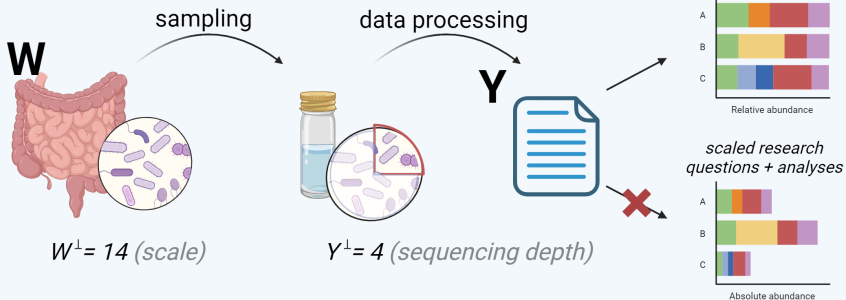 sampling
data processing
W
Y
A
B
C
Relative abundance
scaled research
questions + analyses
A
B
C
Absolute abundance
W⊥= 14 (scale)
Y⊥= 4 (sequencing depth)